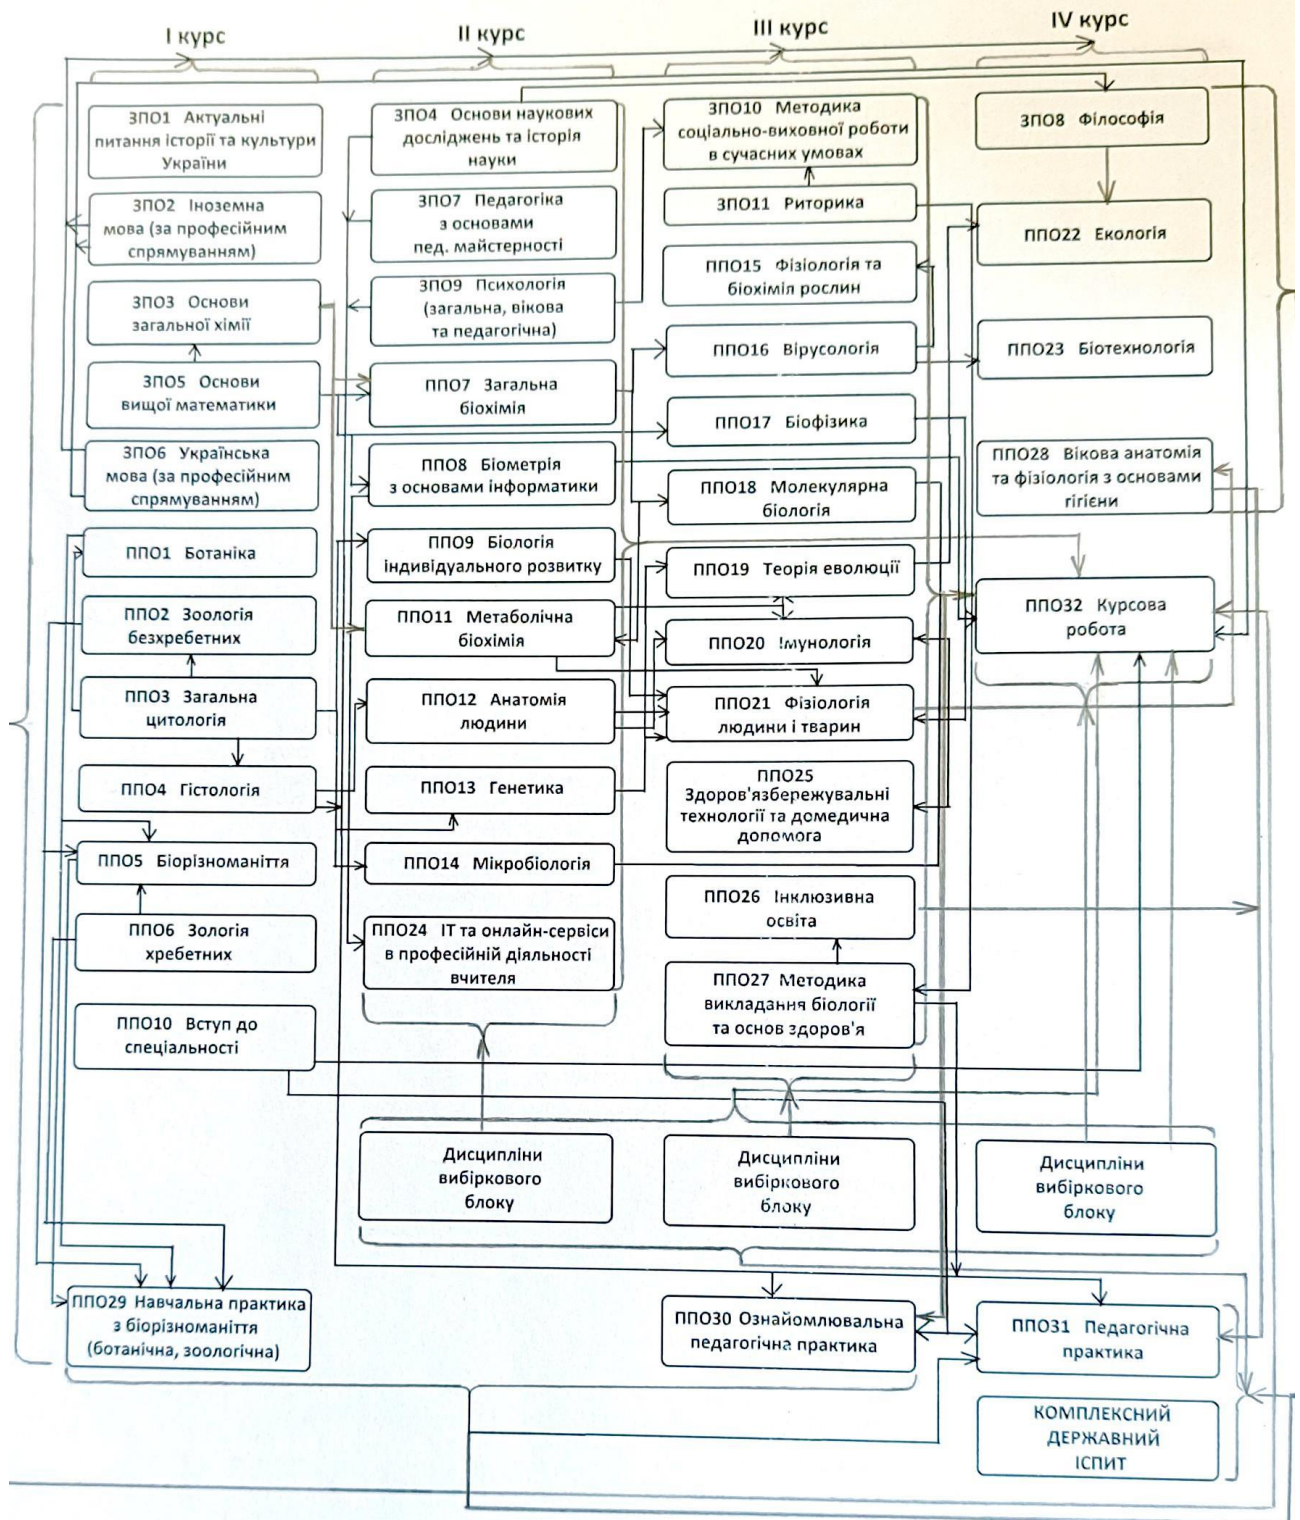 І курс
ІІ курс
ІІІ курс
IV курс
ЗПО1 Актуальні
питання історії та культури
України
ЗПО2 Іноземна
мова (за професійним
спрямуванням)
ЗПО3 Основи
загальної хімії
ЗПО5 Основи
вищої математики
ЗПО6 Українська
мова (за професійним
спрямуванням)
ППО1 Ботаніка
ППО2 Зоологія
безхребетних
ППО3 Загальна
цитологія
ППО4 Гістологія
ППО5 Біорізноманіття
ППО6 Зологія
хребетних
ППО10 Вступ до
спеціальності
ППО29 Навчальна практика
з біорізноманіття
(ботанічна, зоологічна)
ЗПО4 Основи наукових
досліджень та історія
науки
ЗПО7 Педагогіка
з основами
пед. майстерності
ЗПО9 Психологія
(загальна, вікова
та педагогічна)
ППО7 Загальна
біохімія
ППО8 Біометрія
з основами інформатики
ППО9 Біологія
індивідуального розвитку
ППО11 Метаболічна
біохімія
ППО12 Анатомія
людини
ППО13 Генетика
ППО14 Мікробіологія
ППО24 ІТ та онлайн-сервіси
в професійній діяльності
вчителя
Дисципліни
вибіркового
блоку
ЗПО10 Методика
соціально-виховної роботи
в сучасних умовах
ЗПО11 Риторика
ППО15 Фізіологія та
біохімія рослин
ППО16 Вірусологія
ППО17 Біофізика
ППО18 Молекулярна
біологія
ППО19 Теорія еволюції
ППО20 Імунологія
ППО21 Фізіологія
людини і тварин
ППО25
Здоров'язбережувальні
технології та домедична
допомога
ППО26 Інклюзивна
освіта
ППО27 Методика
викладання біології
та основ здоров'я
Дисципліни
вибіркового
блоку
ППО30 Ознайомлювальна
педагогічна практика
ЗПО8 Філософія
ППО22 Екологія
ППО23 Біотехнологія
ППО28 Вікова анатомія
та фізіологія з основами
гігієни
ППО32 Курсова
робота
Дисципліни
вибіркового
блоку
ППО31 Педагогічна
практика
КОМПЛЕКСНИЙ
ДЕРЖАВНИЙ
ІСПИТ